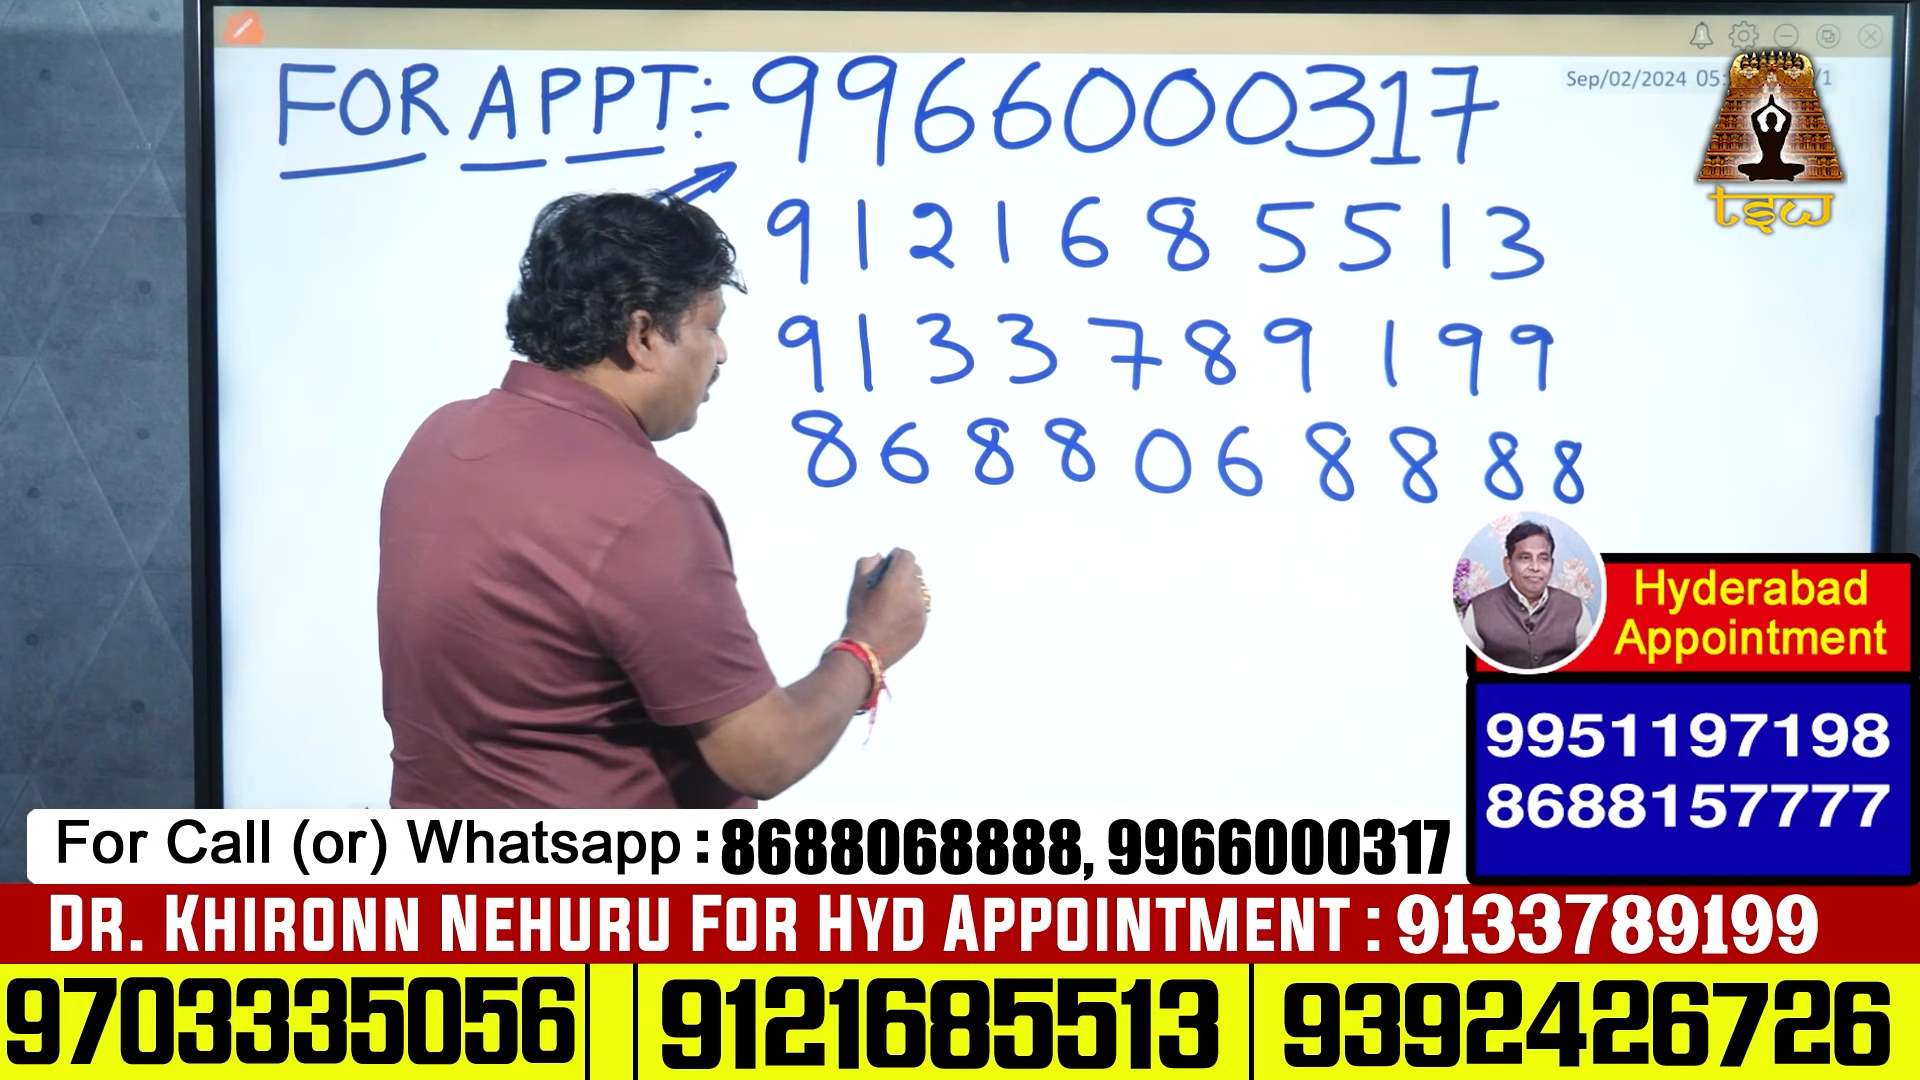 FOR APPT:- 9966000317
Sep/02/2024 05:
/1
tsw
9121685513
9133789199
8688068888
Hyderabad
Appointment
9951197198
8688157777
For Call (or) Whatsapp : 8688068888, 9966000317
DR. KHIRONN NEHURU FOR HYD APPOINTMENT : 9133789199
9703335056
9121685513
9392426726